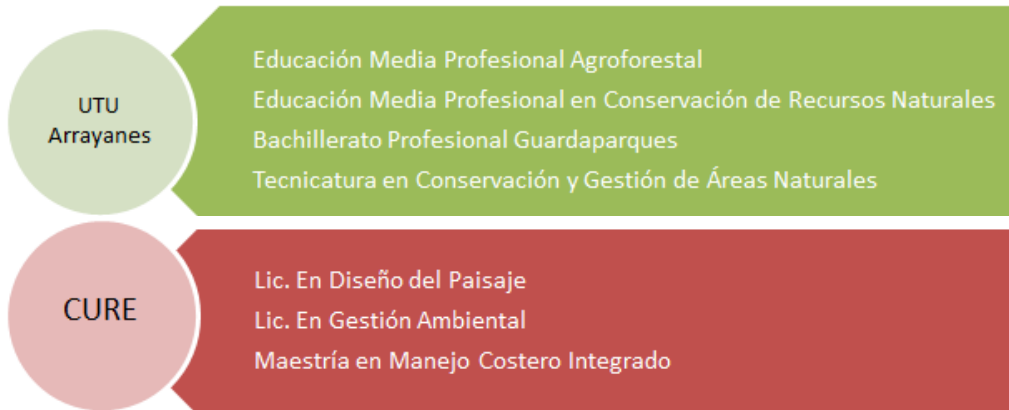 UTU
Arrayanes
Educación Media Profesional Agroforestal
Educación Media Profesional en Conservación de Recursos Naturales
Bachillerato Profesional Guardaparques
Tecnicatura en Conservación y Gestión de Áreas Naturales
CURE
Lic. En Diseño del Paisaje
Lic. En Gestión Ambiental
Maestría en Manejo Costero Integrado